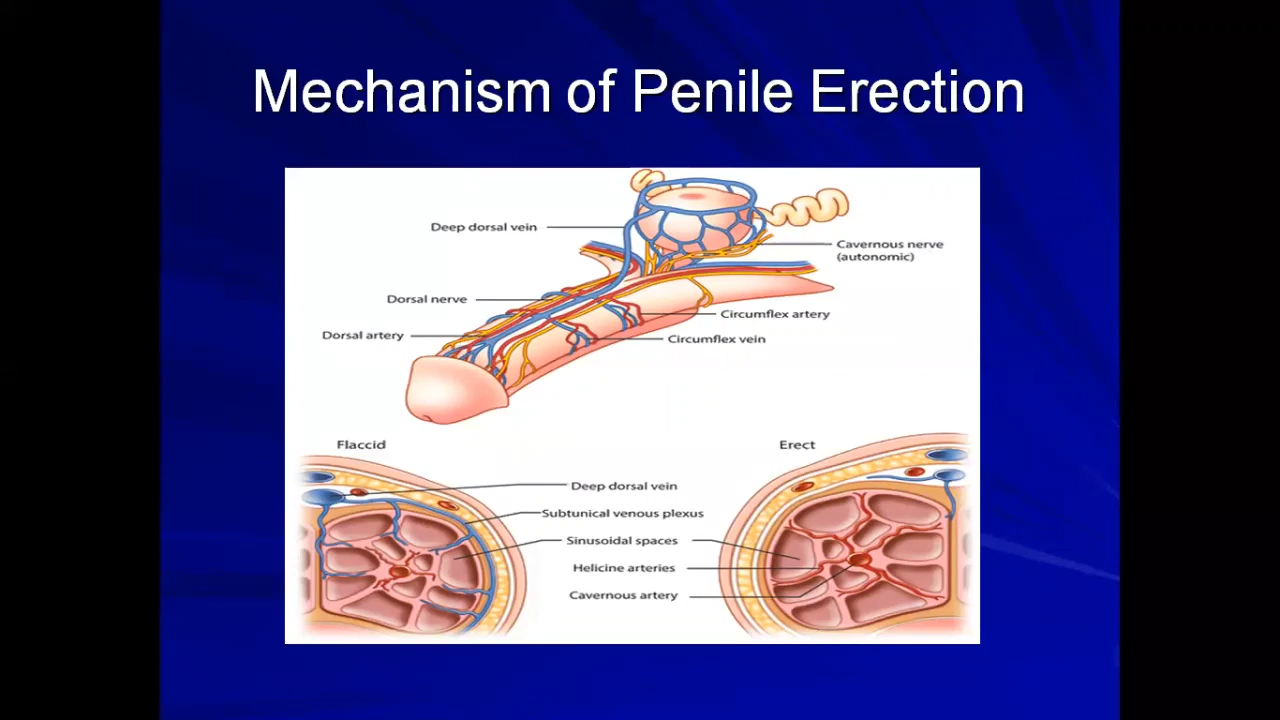 Mechanism of Penile Erection
Deep dorsal vein
Cavernous nerve
(autonomic)
Dorsal nerve
Circumflex artery
Dorsal artery
Circumflex vein
Flaccid
Erect
Deep dorsal vein
Subtunical venous plexus
Sinusoidal spaces
Helicine arteries
Cavernous artery